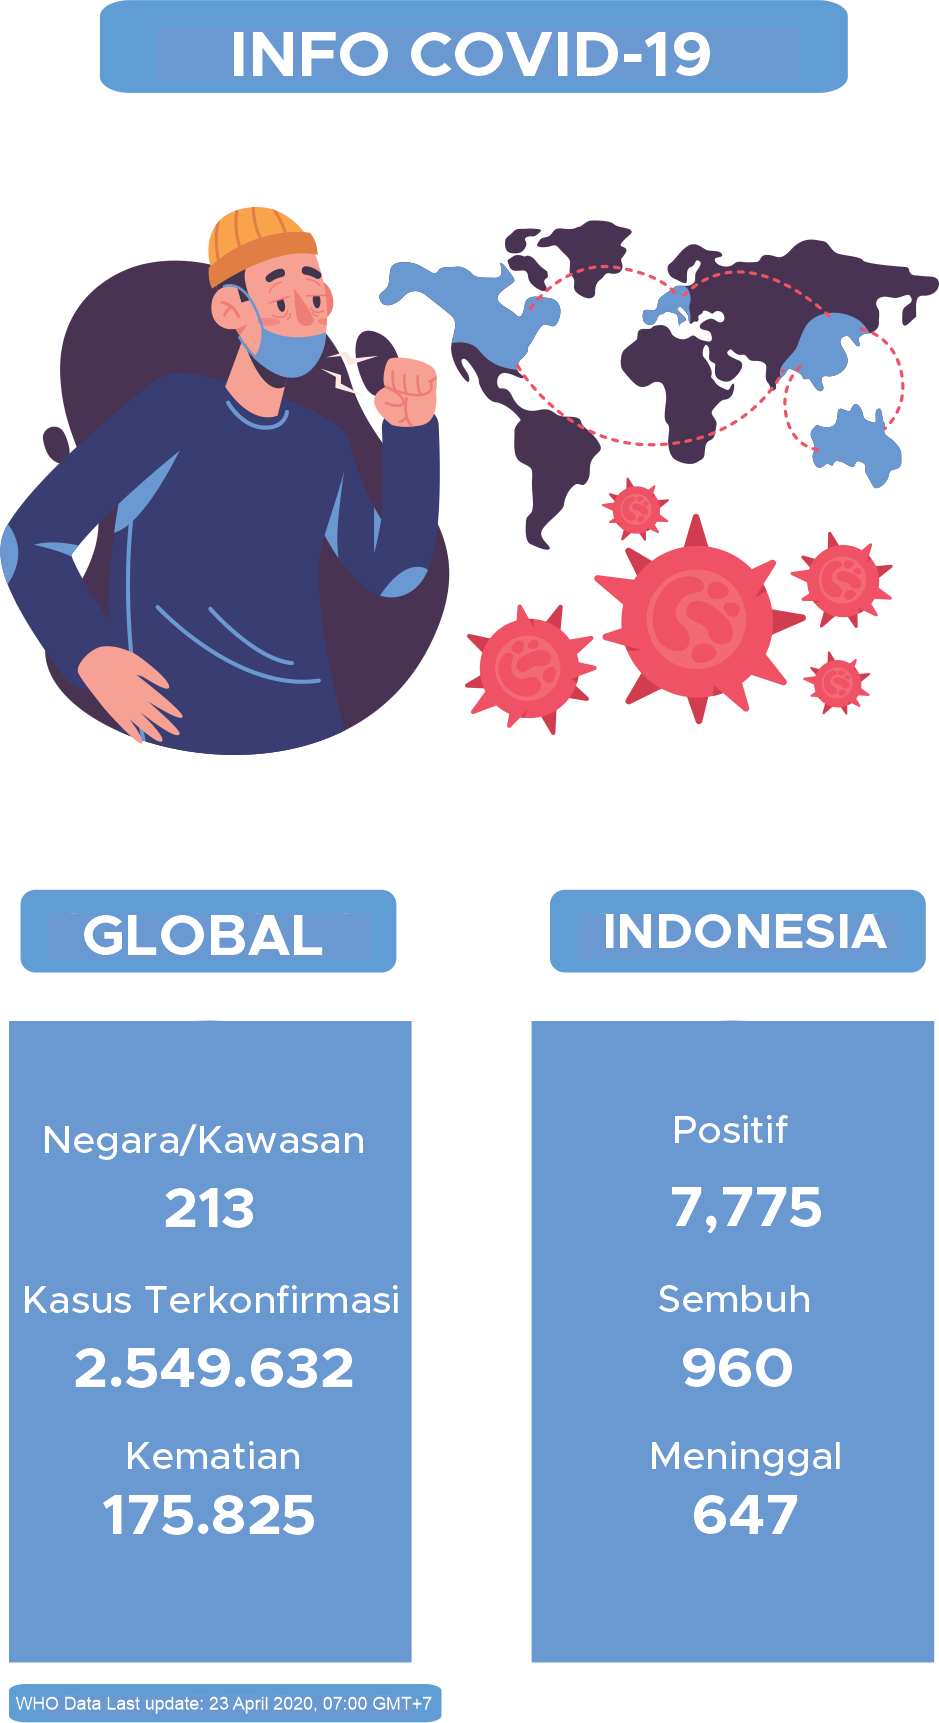 INFO COVID-19
GLOBAL
Negara/Kawasan
213
Kasus Terkonfirmasi
2.549.632
Kematian
175.825
INDONESIA
Positif
7,775
Sembuh
960
Meninggal
647
WHO Data Last update: 23 April 2020, 07:00 GMT+7